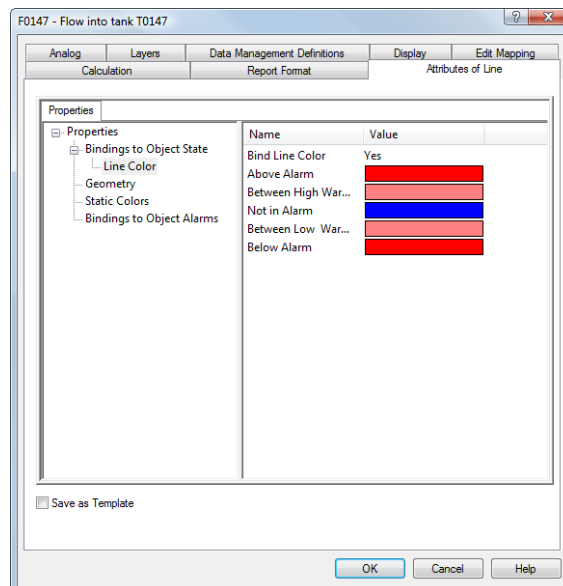 F0147 - Flow into tank T0147
Analog Layers Data Management Definitions Display Edit Mapping
Calculation Report Format Attributes of Line
Properties
Properties
Bindings to Object State
Line Color
Geometry
Static Colors
Bindings to Object Alarms
Name Value
Bind Line Color Yes
Above Alarm
Between High War...
Not in Alarm
Between Low War...
Below Alarm
Save as Template
OK Cancel Help